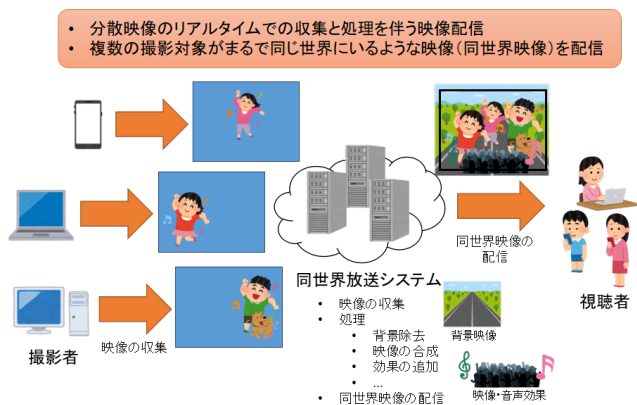 • 分散映像のリアルタイムでの収集と処理を伴う映像配信
• 複数の撮影対象がまるで同じ世界にいるような映像(同世界映像)を配信
同世界映像の
配信
同世界放送システム
• 映像の収集
• 処理
• 背景除去
• 映像の合成
• 効果の追加
• ...
• 同世界映像の配信
背景映像
映像・音声効果
視聴者
撮影者
映像の収集